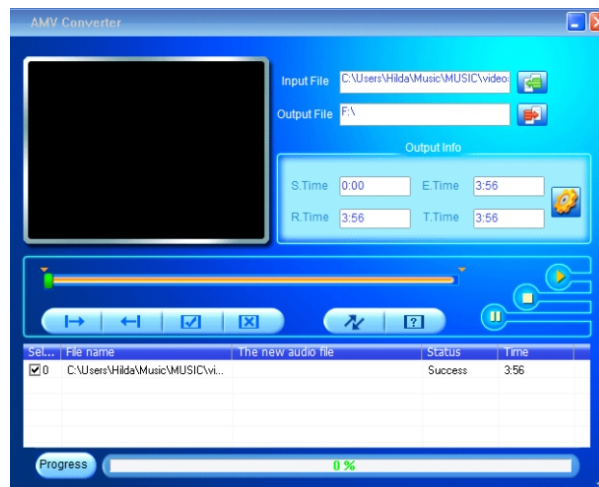 AMV Converter
Input File C:\Users\Hilda\Music\MUSIC\video
Output File F:\
Output Info
S.Time 0:00 E.Time 3:56
R.Time 3:56 T.Time 3:56
Sel... File name The new audio file Status Time
0 C:\Users\Hilda\Music\MUSIC\vi... Success 3:56
Progress 0 %